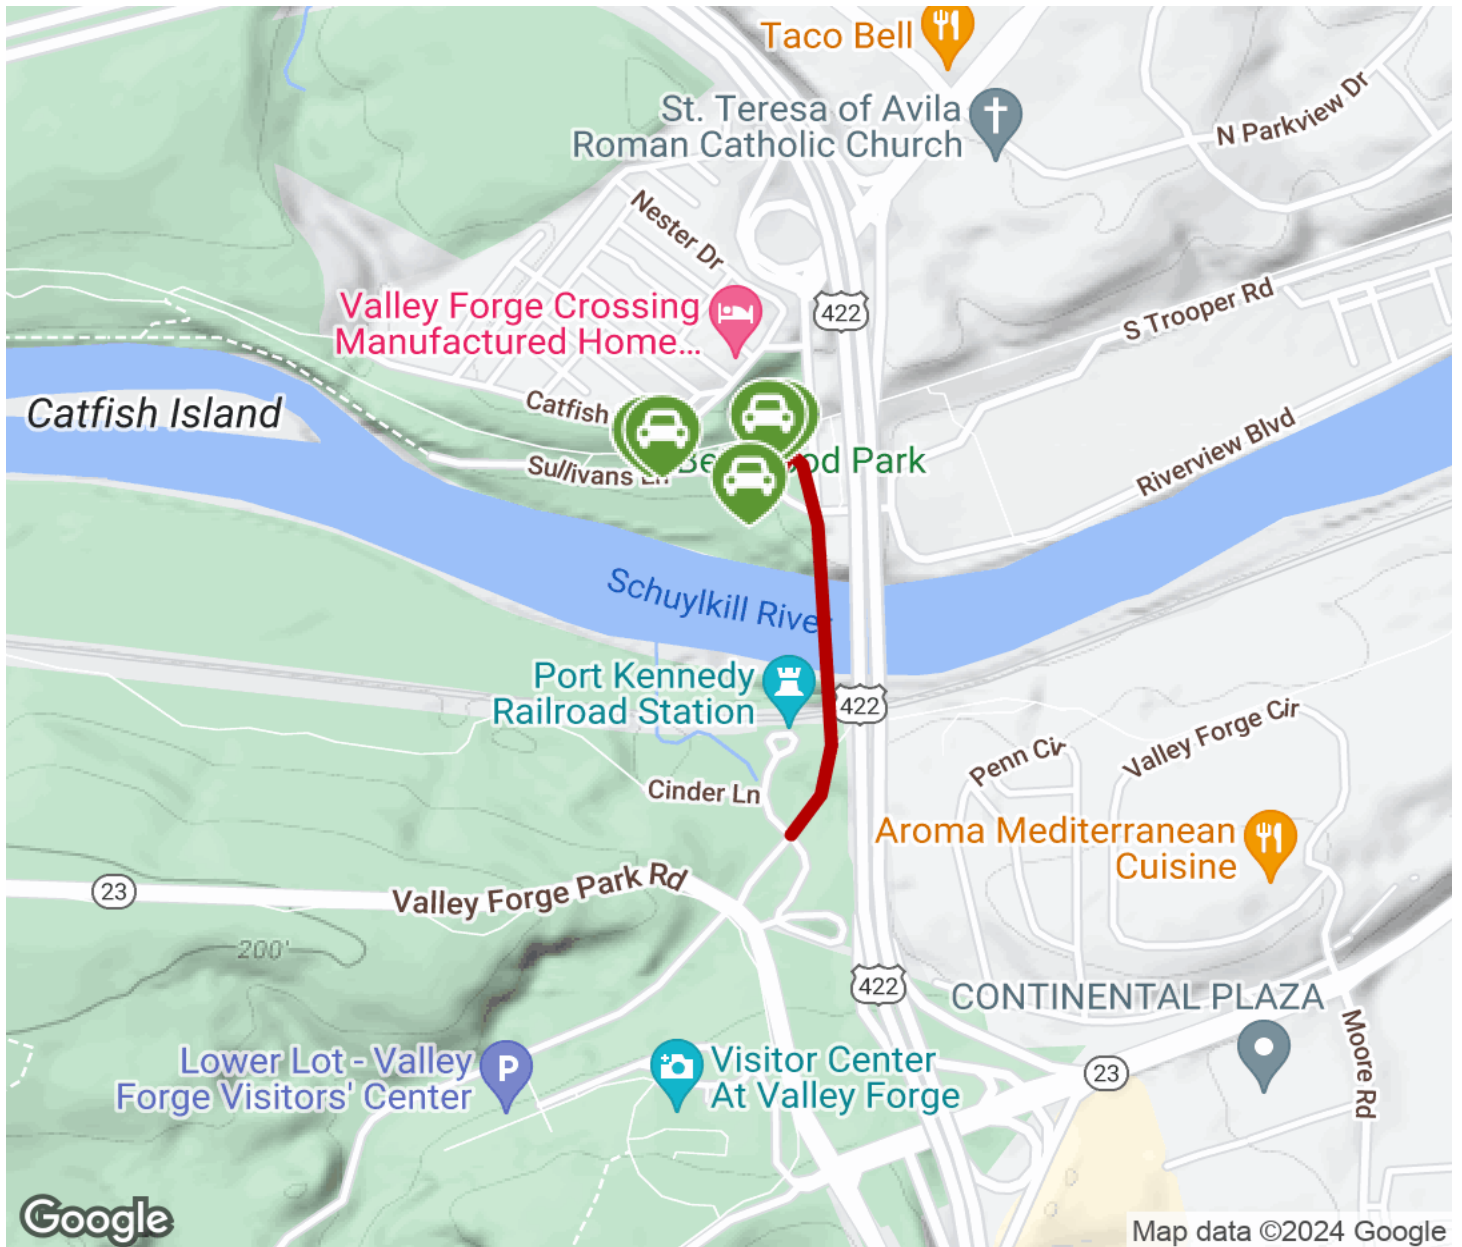 Taco Bell
St. Teresa of Avila
Roman Catholic Church
N Parkview Dr
Nester Dr
Valley Forge Crossing
Manufactured Home...
422
S Trooper Rd
Catfish Island
Catfish
Sullivans Ln
Park
Riverview Blvd
Schuylkill River
Port Kennedy
Railroad Station
422
Penn Cir
Valley Forge Cir
Cinder Ln
Aroma Mediterranean
Cuisine
23
Valley Forge Park Rd
200'
422
CONTINENTAL PLAZA
Lower Lot - Valley
Forge Visitors' Center
Visitor Center
At Valley Forge
23
Moore Rd
Google
Map data ©2024 Google